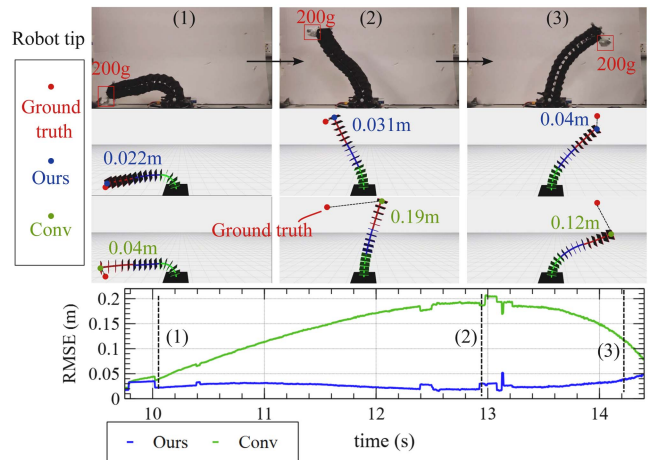 Robot tip
Ground
truth
Ours
Conv
(1)
(2)
(3)
200g
200g
200g
0.022m
0.031m
0.04m
0.04m
Ground truth
0.19m
0.12m
RMSE (m)
0.2
0.15
0.1
0.05
0
(1)
(2)
(3)
10
11
12
13
14
time (s)
Ours
Conv